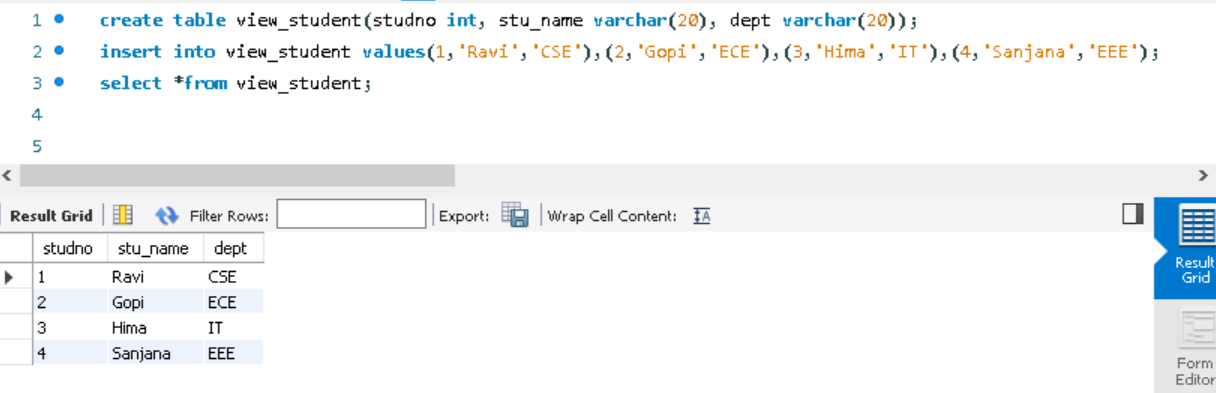 1 create table view_student(studno int, stu_name varchar(20), dept varchar(20));
2 insert into view_student values(1,'Ravi','CSE'),(2,'Gopi','ECE'),(3,'Hima','IT'),(4,'Sanjana','EEE');
3 select *from view_student;
4
5
Result Grid Filter Rows: Export: Wrap Cell Content: IA
studno stu_name dept
1 Ravi CSE
2 Gopi ECE
3 Hima IT
4 Sanjana EEE
Result
Grid
Form
Editor